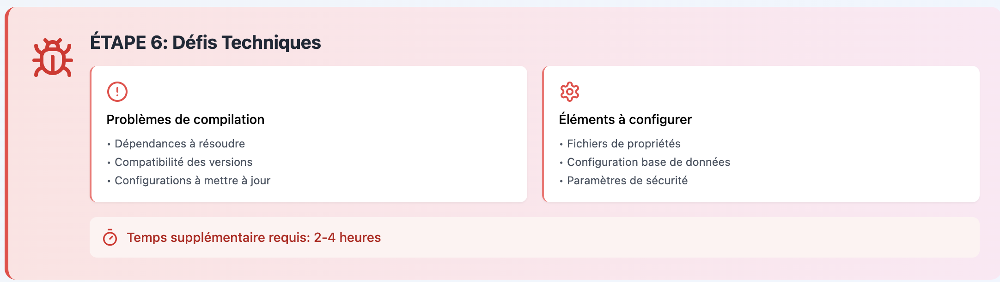 ÉTAPE 6: Défis Techniques
Problèmes de compilation
• Dépendances à résoudre
• Compatibilité des versions
• Configurations à mettre à jour
Éléments à configurer
• Fichiers de propriétés
• Configuration base de données
• Paramètres de sécurité
Temps supplémentaire requis: 2-4 heures